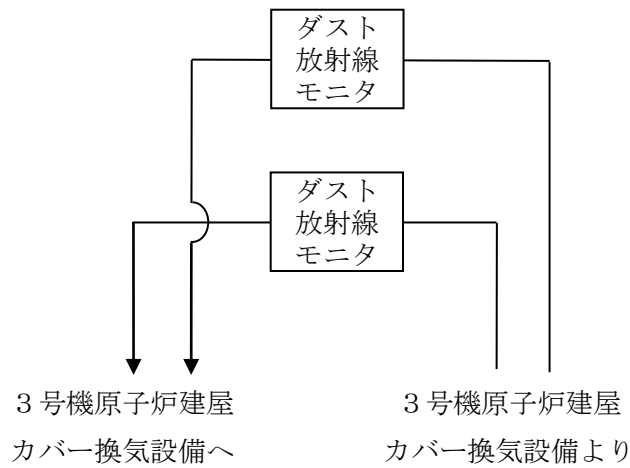 ダスト
放射線
モニタ
ダスト
放射線
モニタ
３号機原子炉建屋
カバー換気設備へ
３号機原子炉建屋
カバー換気設備より